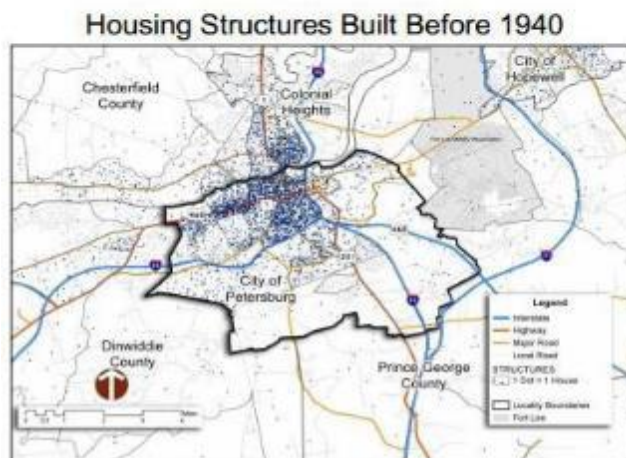 Housing Structures Built Before 1940
City of
Hopewell
Chesterfield
County
Colonial
Heights
City of
Petersburg
Dinwiddie
County
Prince George
County
Legend
Interstate
Highway
Major Road
Local Road
STRUCTURES
1 Dot = 1 House
Locality Boundaries
Fort Lee